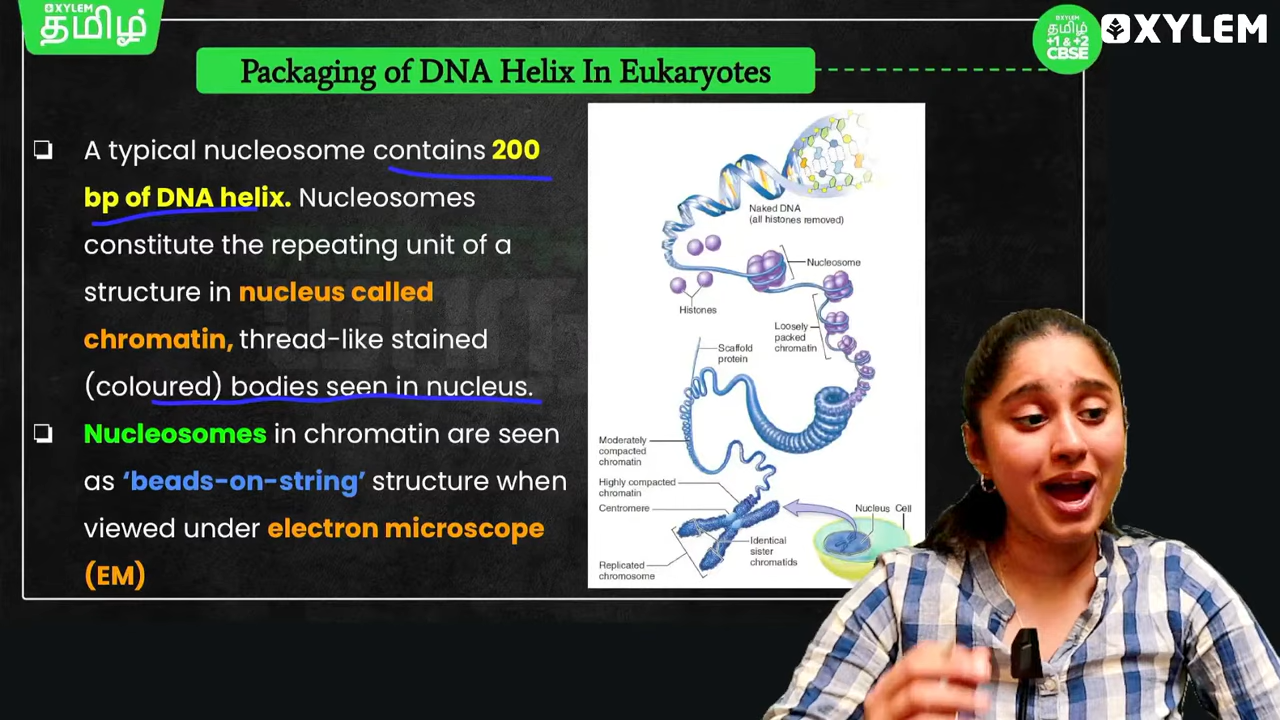 XYLEM
தமிழ்
XYLEM
தமிழ்
+1 & +2
CBSE
XYLEM
Packaging of DNA Helix In Eukaryotes
❑ A typical nucleosome contains 200
bp of DNA helix. Nucleosomes
constitute the repeating unit of a
structure in nucleus called
chromatin, thread-like stained
(coloured) bodies seen in nucleus.
❑ Nucleosomes in chromatin are seen
as ‘beads-on-string’ structure when
viewed under electron microscope
(EM)
Naked DNA
(all histones removed)
Nucleosome
Histones
Loosely
packed
chromatin
Scaffold
protein
Moderately
compacted
chromatin
Highly compacted
chromatin
Centromere
Nucleus Cell
Identical
sister
chromatids
Replicated
chromosome